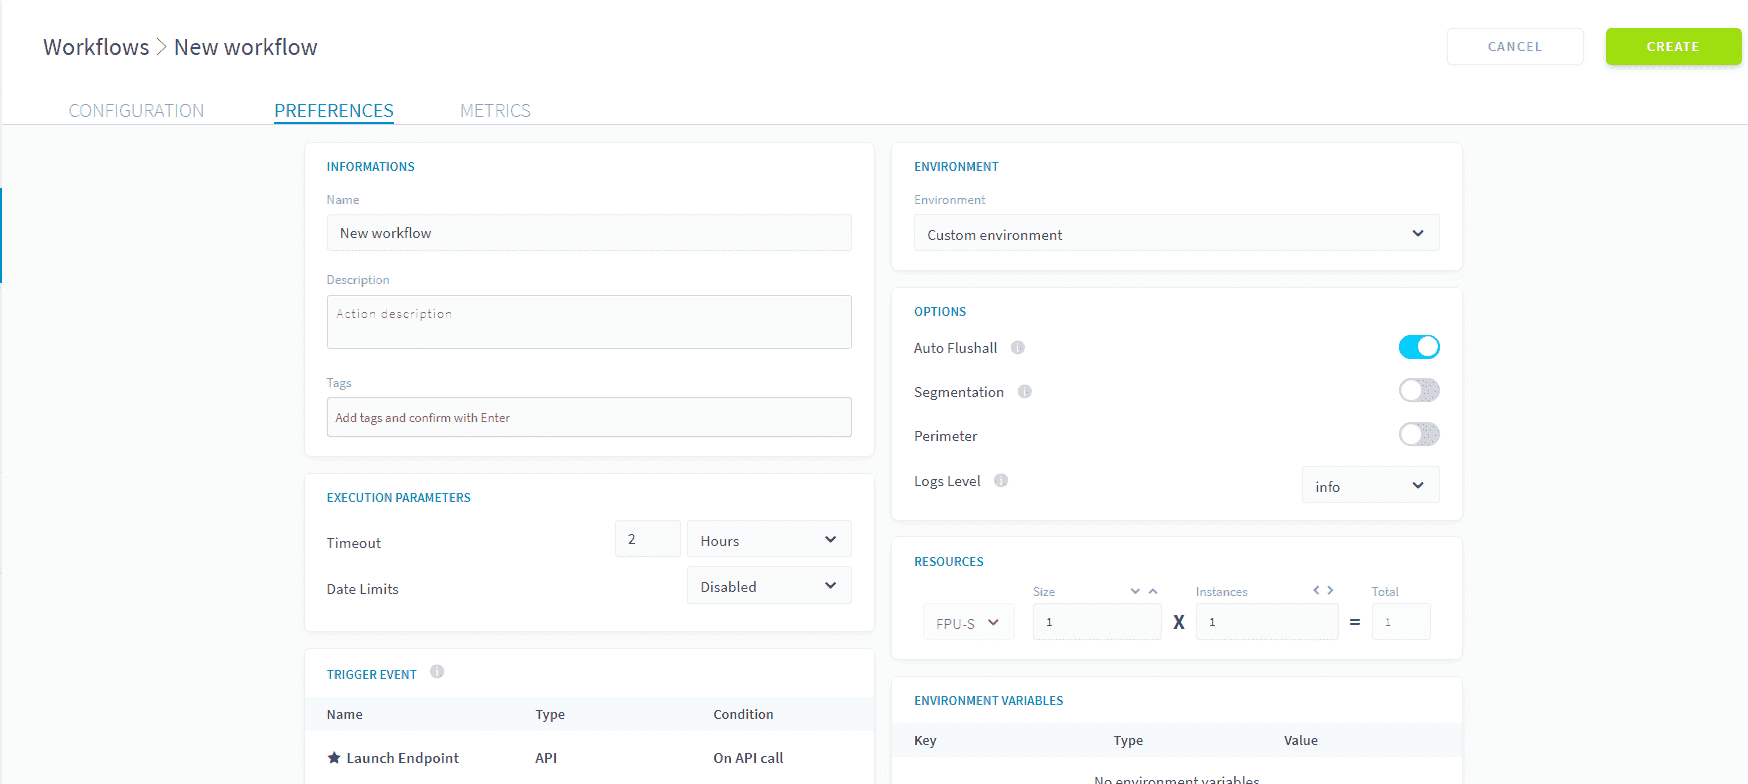 Workflows > New workflow
CANCEL
CREATE
CONFIGURATION
PREFERENCES
METRICS
INFORMATIONS
Name
New workflow
Description
Action description
Tags
Add tags and confirm with Enter
EXECUTION PARAMETERS
Timeout
2
Hours
Date Limits
Disabled
TRIGGER EVENT
Name Type Condition
★ Launch Endpoint API On API call
ENVIRONMENT
Environment
Custom environment
OPTIONS
Auto Flushall
Segmentation
Perimeter
Logs Level
info
RESOURCES
Size Instances Total
FPU-S 1 X 1 = 1
ENVIRONMENT VARIABLES
Key Type Value
No environment variables